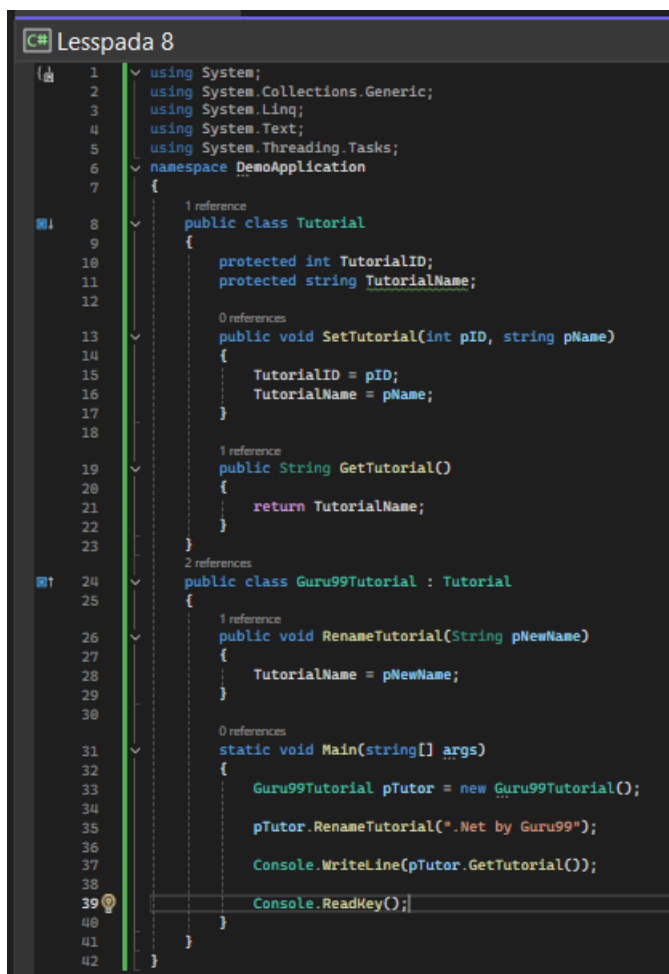 C# Lesspada 8
1 using System;
2 using System.Collections.Generic;
3 using System.Linq;
4 using System.Text;
5 using System.Threading.Tasks;
6 namespace DemoApplication
7 {
1 reference
8 public class Tutorial
9 {
10 protected int TutorialID;
11 protected string TutorialName;
12
0 references
13 public void SetTutorial(int pID, string pName)
14 {
15 TutorialID = pID;
16 TutorialName = pName;
17 }
18
1 reference
19 public String GetTutorial()
20 {
21 return TutorialName;
22 }
23 }
2 references
24 public class Guru99Tutorial : Tutorial
25 {
1 reference
26 public void RenameTutorial(String pNewName)
27 {
28 TutorialName = pNewName;
29 }
30
0 references
31 static void Main(string[] args)
32 {
33 Guru99Tutorial pTutor = new Guru99Tutorial();
34
35 pTutor.RenameTutorial(".Net by Guru99");
36
37 Console.WriteLine(pTutor.GetTutorial());
38
39 Console.ReadKey();
40 }
41 }
42 }